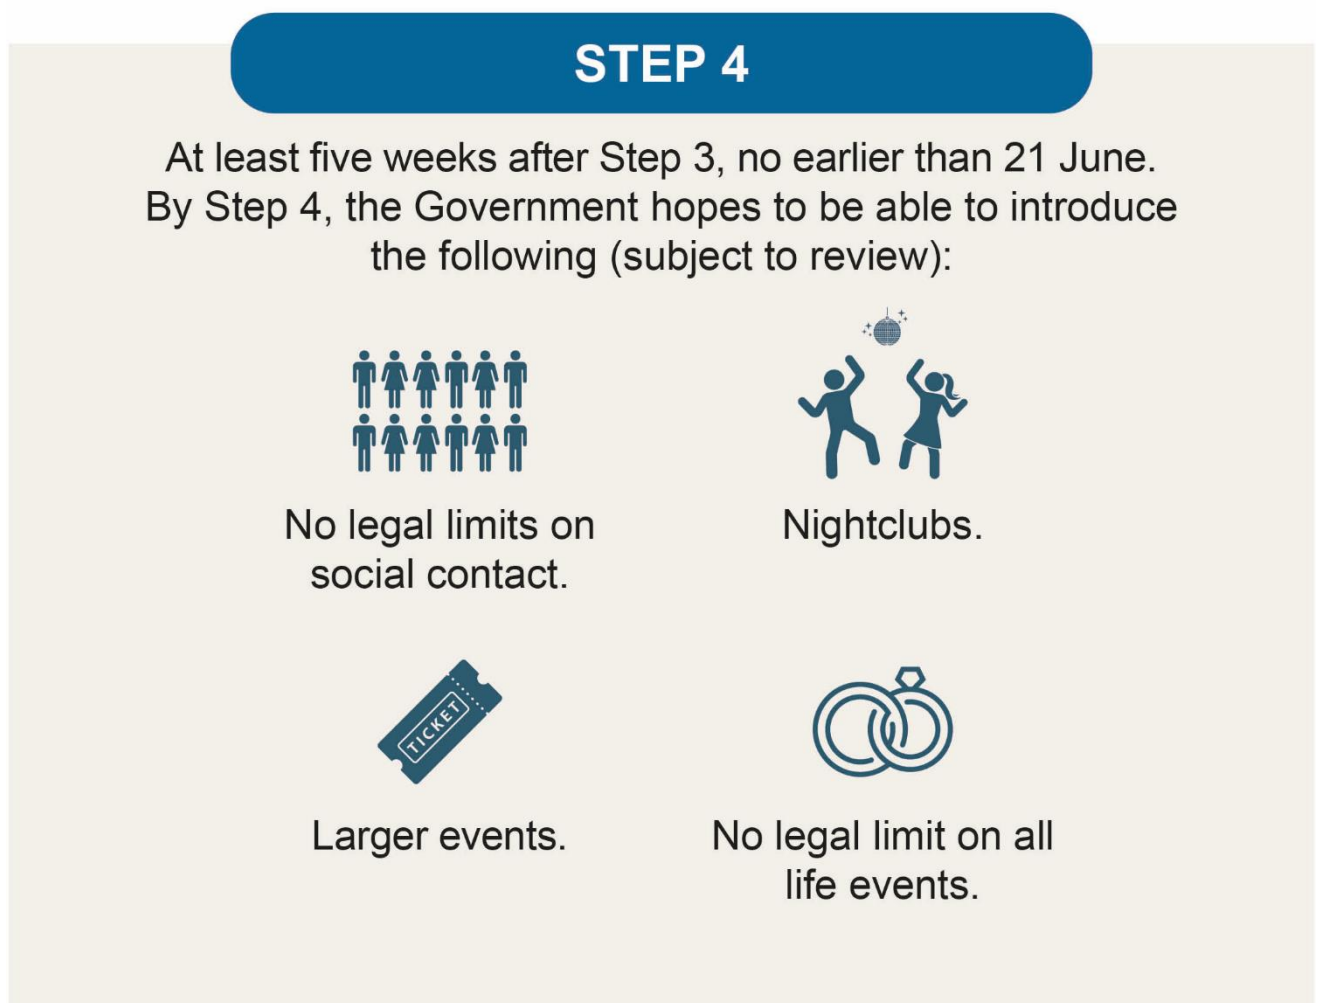 STEP 4
At least five weeks after Step 3, no earlier than 21 June.
By Step 4, the Government hopes to be able to introduce
the following (subject to review):
No legal limits on
social contact.
Nightclubs.
TICKET
Larger events.
No legal limit on all
life events.